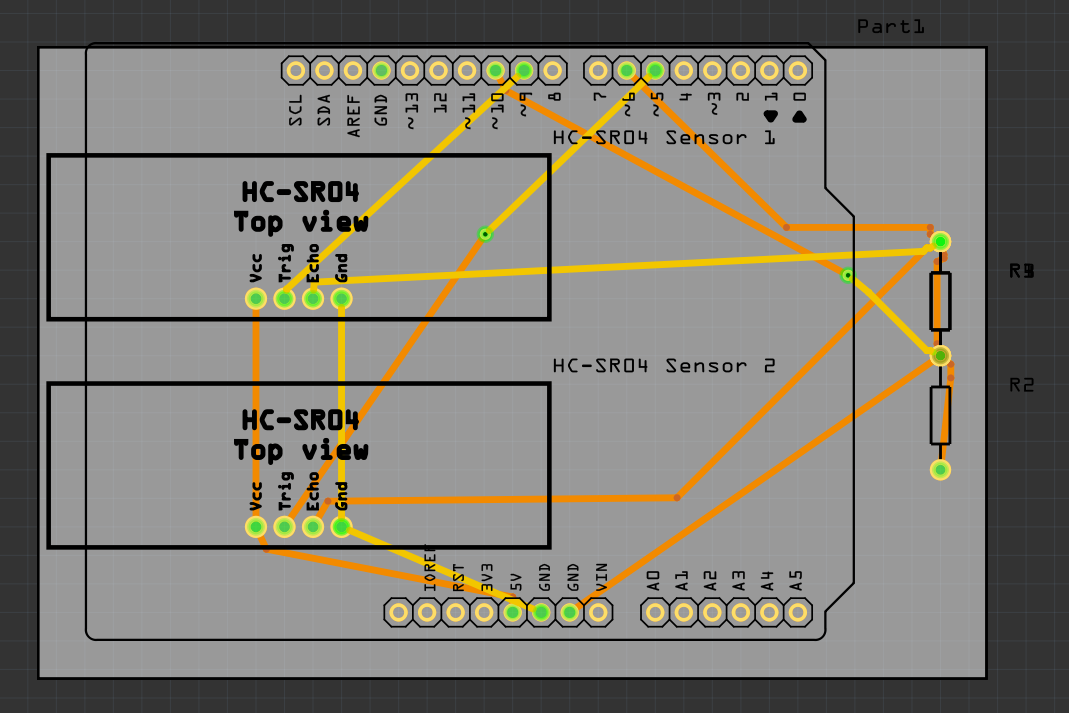 Part1
SCL SDA AREF GND ~13 12 ~11 ~10 ~9 8 7 ~6 ~5 4 ~3 2 1 0
HC-SR04 Sensor 1
HC-SR04
Top view
Vcc Trig Echo Gnd
HC-SR04 Sensor 2
R2
HC-SR04
Top view
Vcc Trig Echo Gnd
IOREF RST 3V3 5V GND GND VIN A0 A1 A2 A3 A4 A5